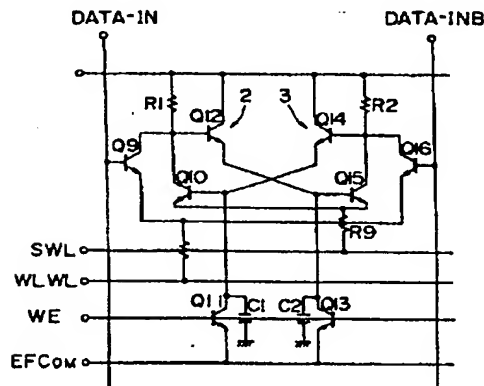 DATA-IN DATA-INB
R1 Q12 2 3 Q14 R2
Q9 Q16
Q10 Q15
R9
SWL
WLWL
Q11 C1 C2 Q13
WE
EFCOM